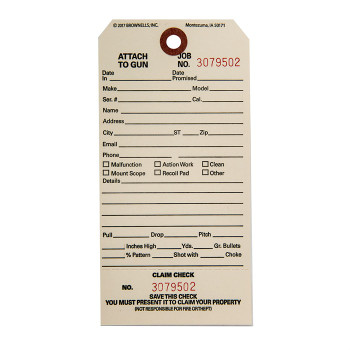 © 2017 BROWNELLS, INC. Montezuma, IA 50171
ATTACH TO GUN JOB NO. 3079502
Date In Date Promised
Make Model
Ser. # Cal.
Name
Address
City ST Zip
Email
Phone
Malfunction Action Work Clean
Mount Scope Recoil Pad Other
Details
Pull Drop Pitch
Inches High Yds. Gr. Bullets
% Pattern Shot with Choke
CLAIM CHECK
NO. 3079502
SAVE THIS CHECK
YOU MUST PRESENT IT TO CLAIM YOUR PROPERTY
(NOT RESPONSIBLE FOR FIRE OR THEFT)